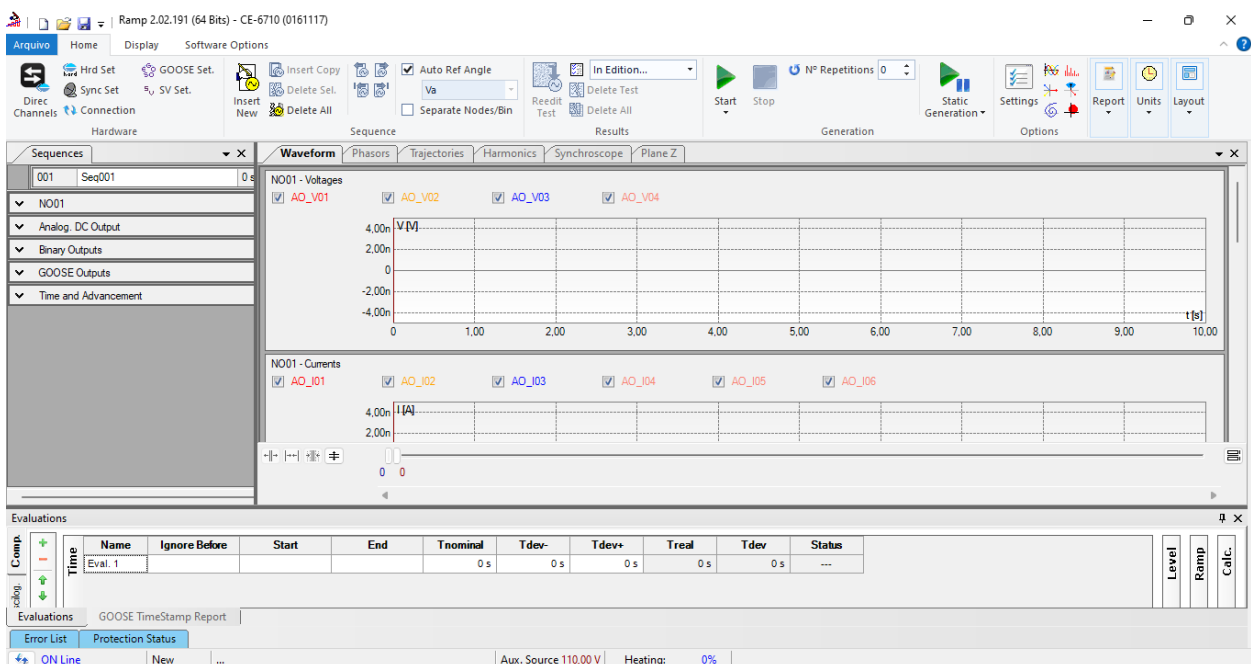 Ramp 2.02.191 (64 Bits) - CE-6710 (0161117)
Arquivo Home Display Software Options
Direc Channels
Hrd Set
Sync Set
Connection
GOOSE Set.
SV Set.
Hardware
Insert New
Insert Copy
Delete Sel.
Delete All
Auto Ref Angle
Va
Separate Nodes/Bin
Sequence
Reedit Test
In Edition...
Delete Test
Delete All
Results
Start
Stop
Nº Repetitions 0
Static Generation
Generation
Settings
Options
Report
Units
Layout
Sequences
001 Seq001 0 s
NO01
Analog. DC Output
Binary Outputs
GOOSE Outputs
Time and Advancement
Waveform Phasors Trajectories Harmonics Synchroscope Plane Z
NO01 - Voltages
AO_V01 AO_V02 AO_V03 AO_V04
V [V]
4,00n
2,00n
0
-2,00n
-4,00n
t [s]
0 1,00 2,00 3,00 4,00 5,00 6,00 7,00 8,00 9,00 10,00
NO01 - Currents
AO_I01 AO_I02 AO_I03 AO_I04 AO_I05 AO_I06
I [A]
4,00n
2,00n
0 0
Evaluations
Comp.
Time
Name Ignore Before Start End Tnominal Tdev- Tdev+ Treal Tdev Status
Eval. 1 0 s 0 s 0 s 0 s 0 s ---
Level
Ramp
Calc.
Evaluations GOOSE TimeStamp Report
Error List Protection Status
ON Line New ... Aux. Source 110.00 V Heating: 0%